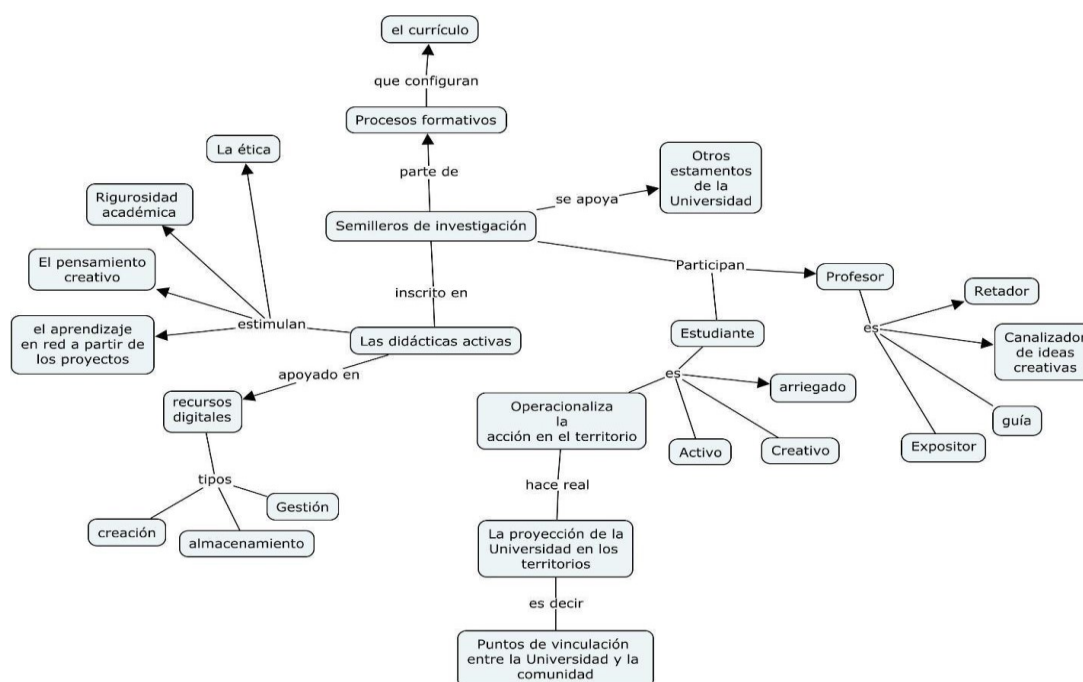 el currículo
que configuran
Procesos formativos
La ética
parte de
Otros
estamentos
de la
Universidad
se apoya
Rigurosidad
académica
Semilleros de investigación
El pensamiento
creativo
Participan
Profesor
Retador
inscrito en
estimulan
el aprendizaje
en red a partir de
los proyectos
Las didácticas activas
Estudiante
es
Canalizador
de ideas
creativas
apoyado en
es
arriegado
recursos
digitales
Operacionaliza
la
acción en el territorio
guía
Activo
Creativo
Expositor
tipos
hace real
Gestión
creación
almacenamiento
La proyección de la
Universidad en los
territorios
es decir
Puntos de vinculación
entre la Universidad y la
comunidad